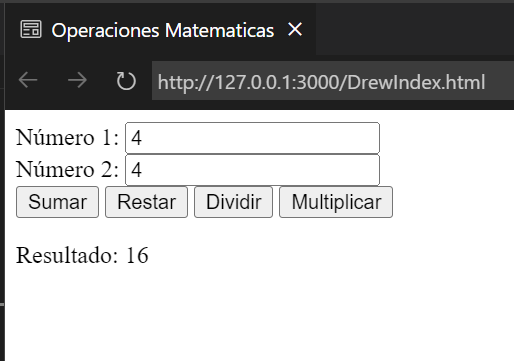 Operaciones Matematicas
http://127.0.0.1:3000/DrewIndex.html
Número 1: 4
Número 2: 4
Sumar Restar Dividir Multiplicar
Resultado: 16